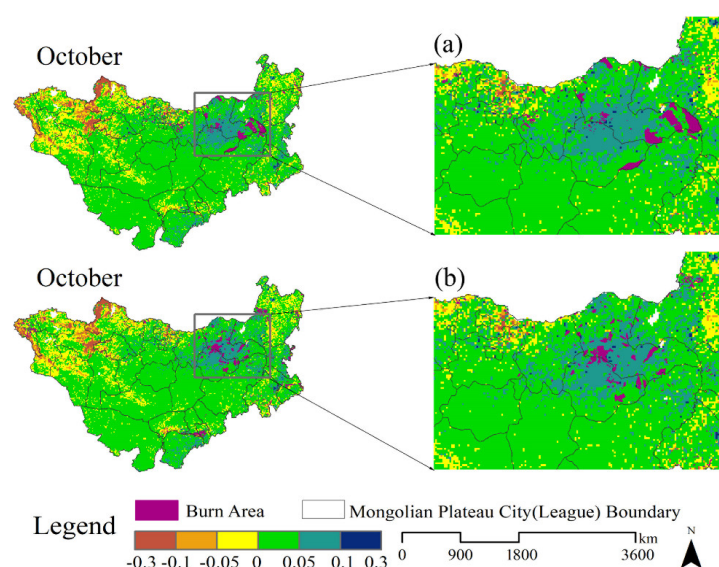 October
(a)
October
(b)
Legend
Burn Area
Mongolian Plateau City(League) Boundary
-0.3 -0.1 -0.05 0 0.05 0.1 0.3
km
0 900 1800 3600
N